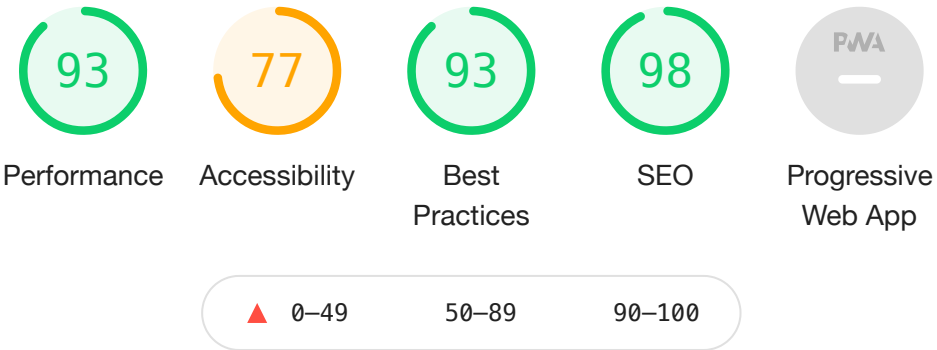 93 77 93 98 PWA
Performance Accessibility Best Practices SEO Progressive Web App
0–49 50–89 90–100